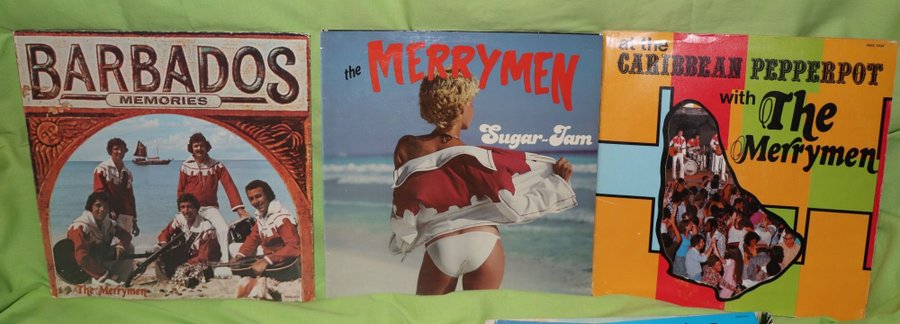 BARBADOS
MEMORIES
The Merrymen
the MERRYMEN
Sugar~Jam
at the
CARIBBEAN PEPPERPOT
with The
Merrymen